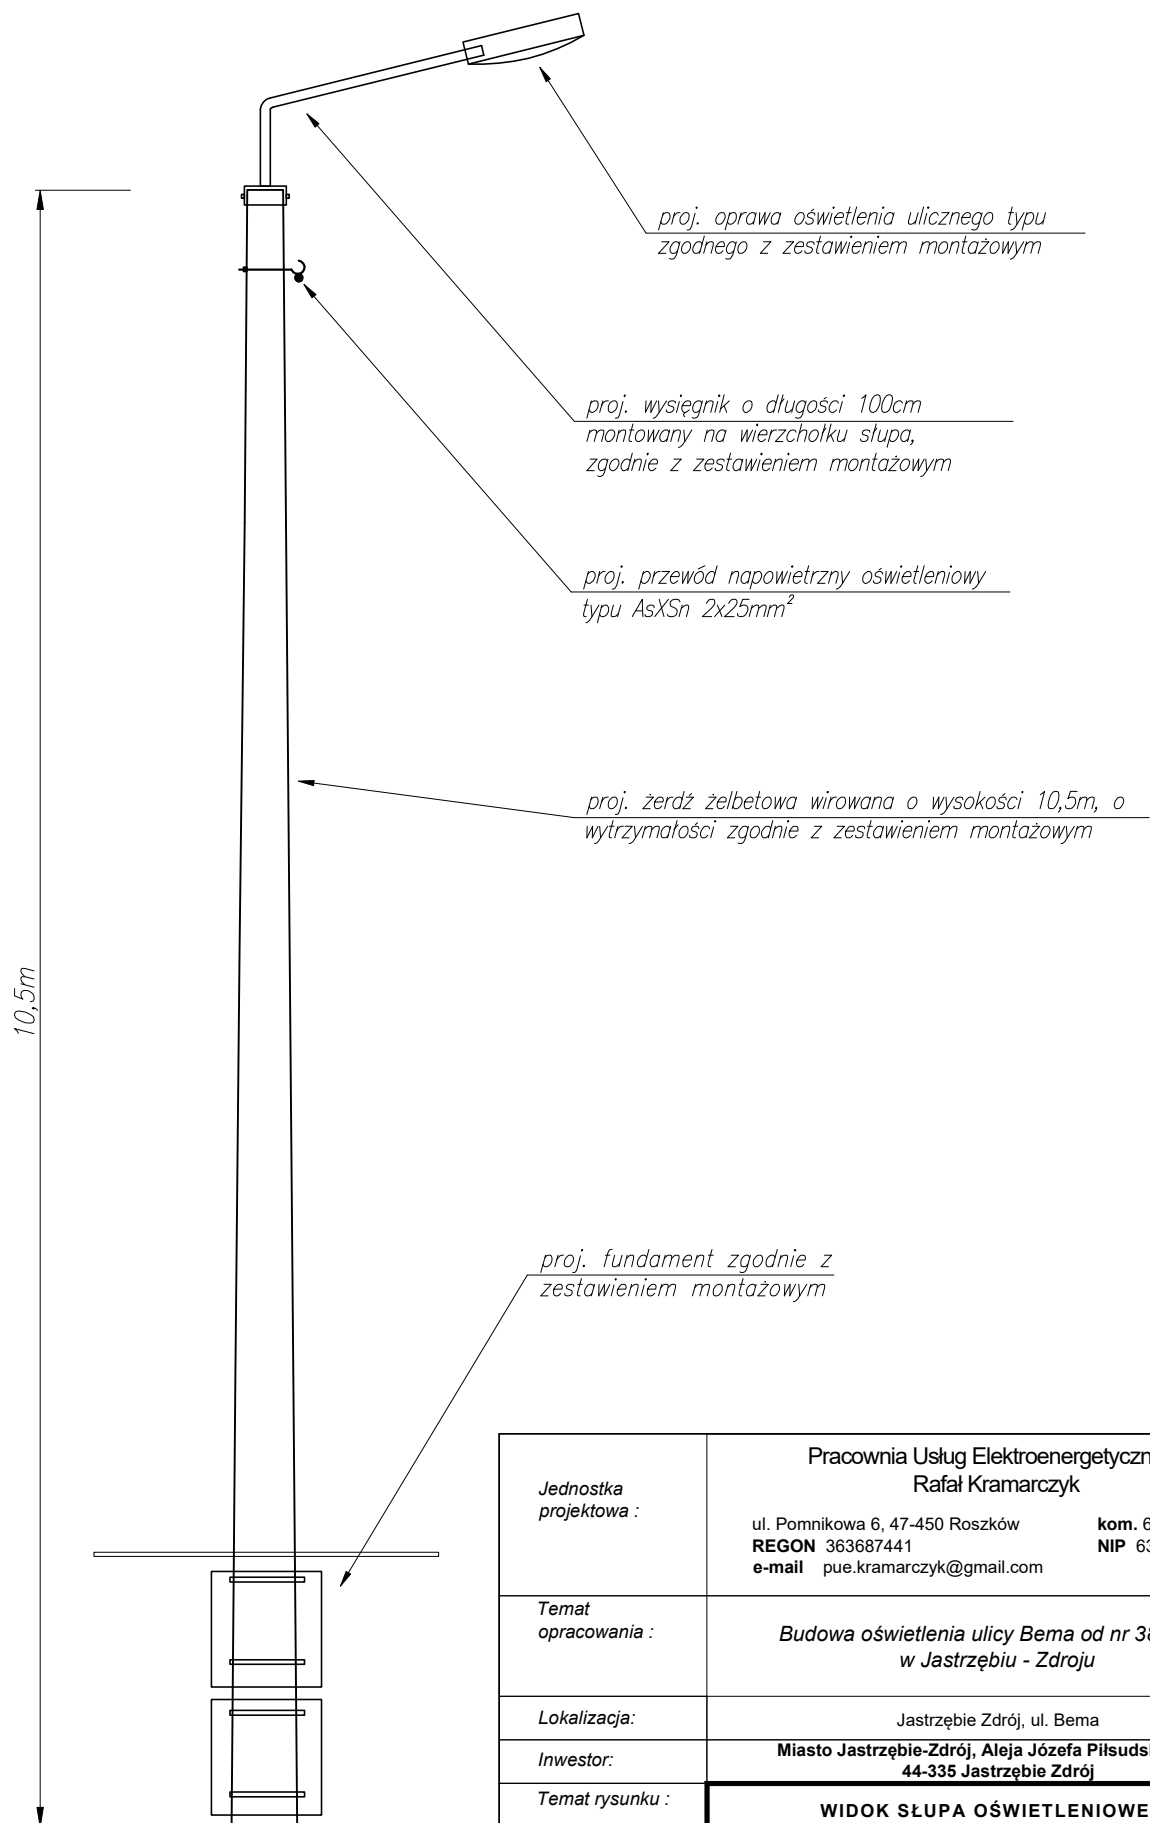 proj. oprawa oświetlenia ulicznego typu
zgodnego z zestawieniem montażowym
proj. wysięgnik o długości 100cm
montowany na wierzchołku słupa,
zgodnie z zestawieniem montażowym
proj. przewód napowietrzny oświetleniowy
typu AsXSn 2x25mm²
proj. żerdź żelbetowa wirowana o wysokości 10,5m, o
wytrzymałości zgodnie z zestawieniem montażowym
10,5m
proj. fundament zgodnie z
zestawieniem montażowym
Jednostka
projektowa :
Pracownia Usług Elektroenergetyczn
Rafał Kramarczyk
ul. Pomnikowa 6, 47-450 Roszków kom. 6
REGON 363687441 NIP 63
e-mail pue.kramarczyk@gmail.com
Temat
opracowania :
Budowa oświetlenia ulicy Bema od nr 38
w Jastrzębiu - Zdroju
Lokalizacja:
Jastrzębie Zdrój, ul. Bema
Inwestor:
Miasto Jastrzębie-Zdrój, Aleja Józefa Piłsuds
44-335 Jastrzębie Zdrój
Temat rysunku :
WIDOK SŁUPA OŚWIETLENIOWE